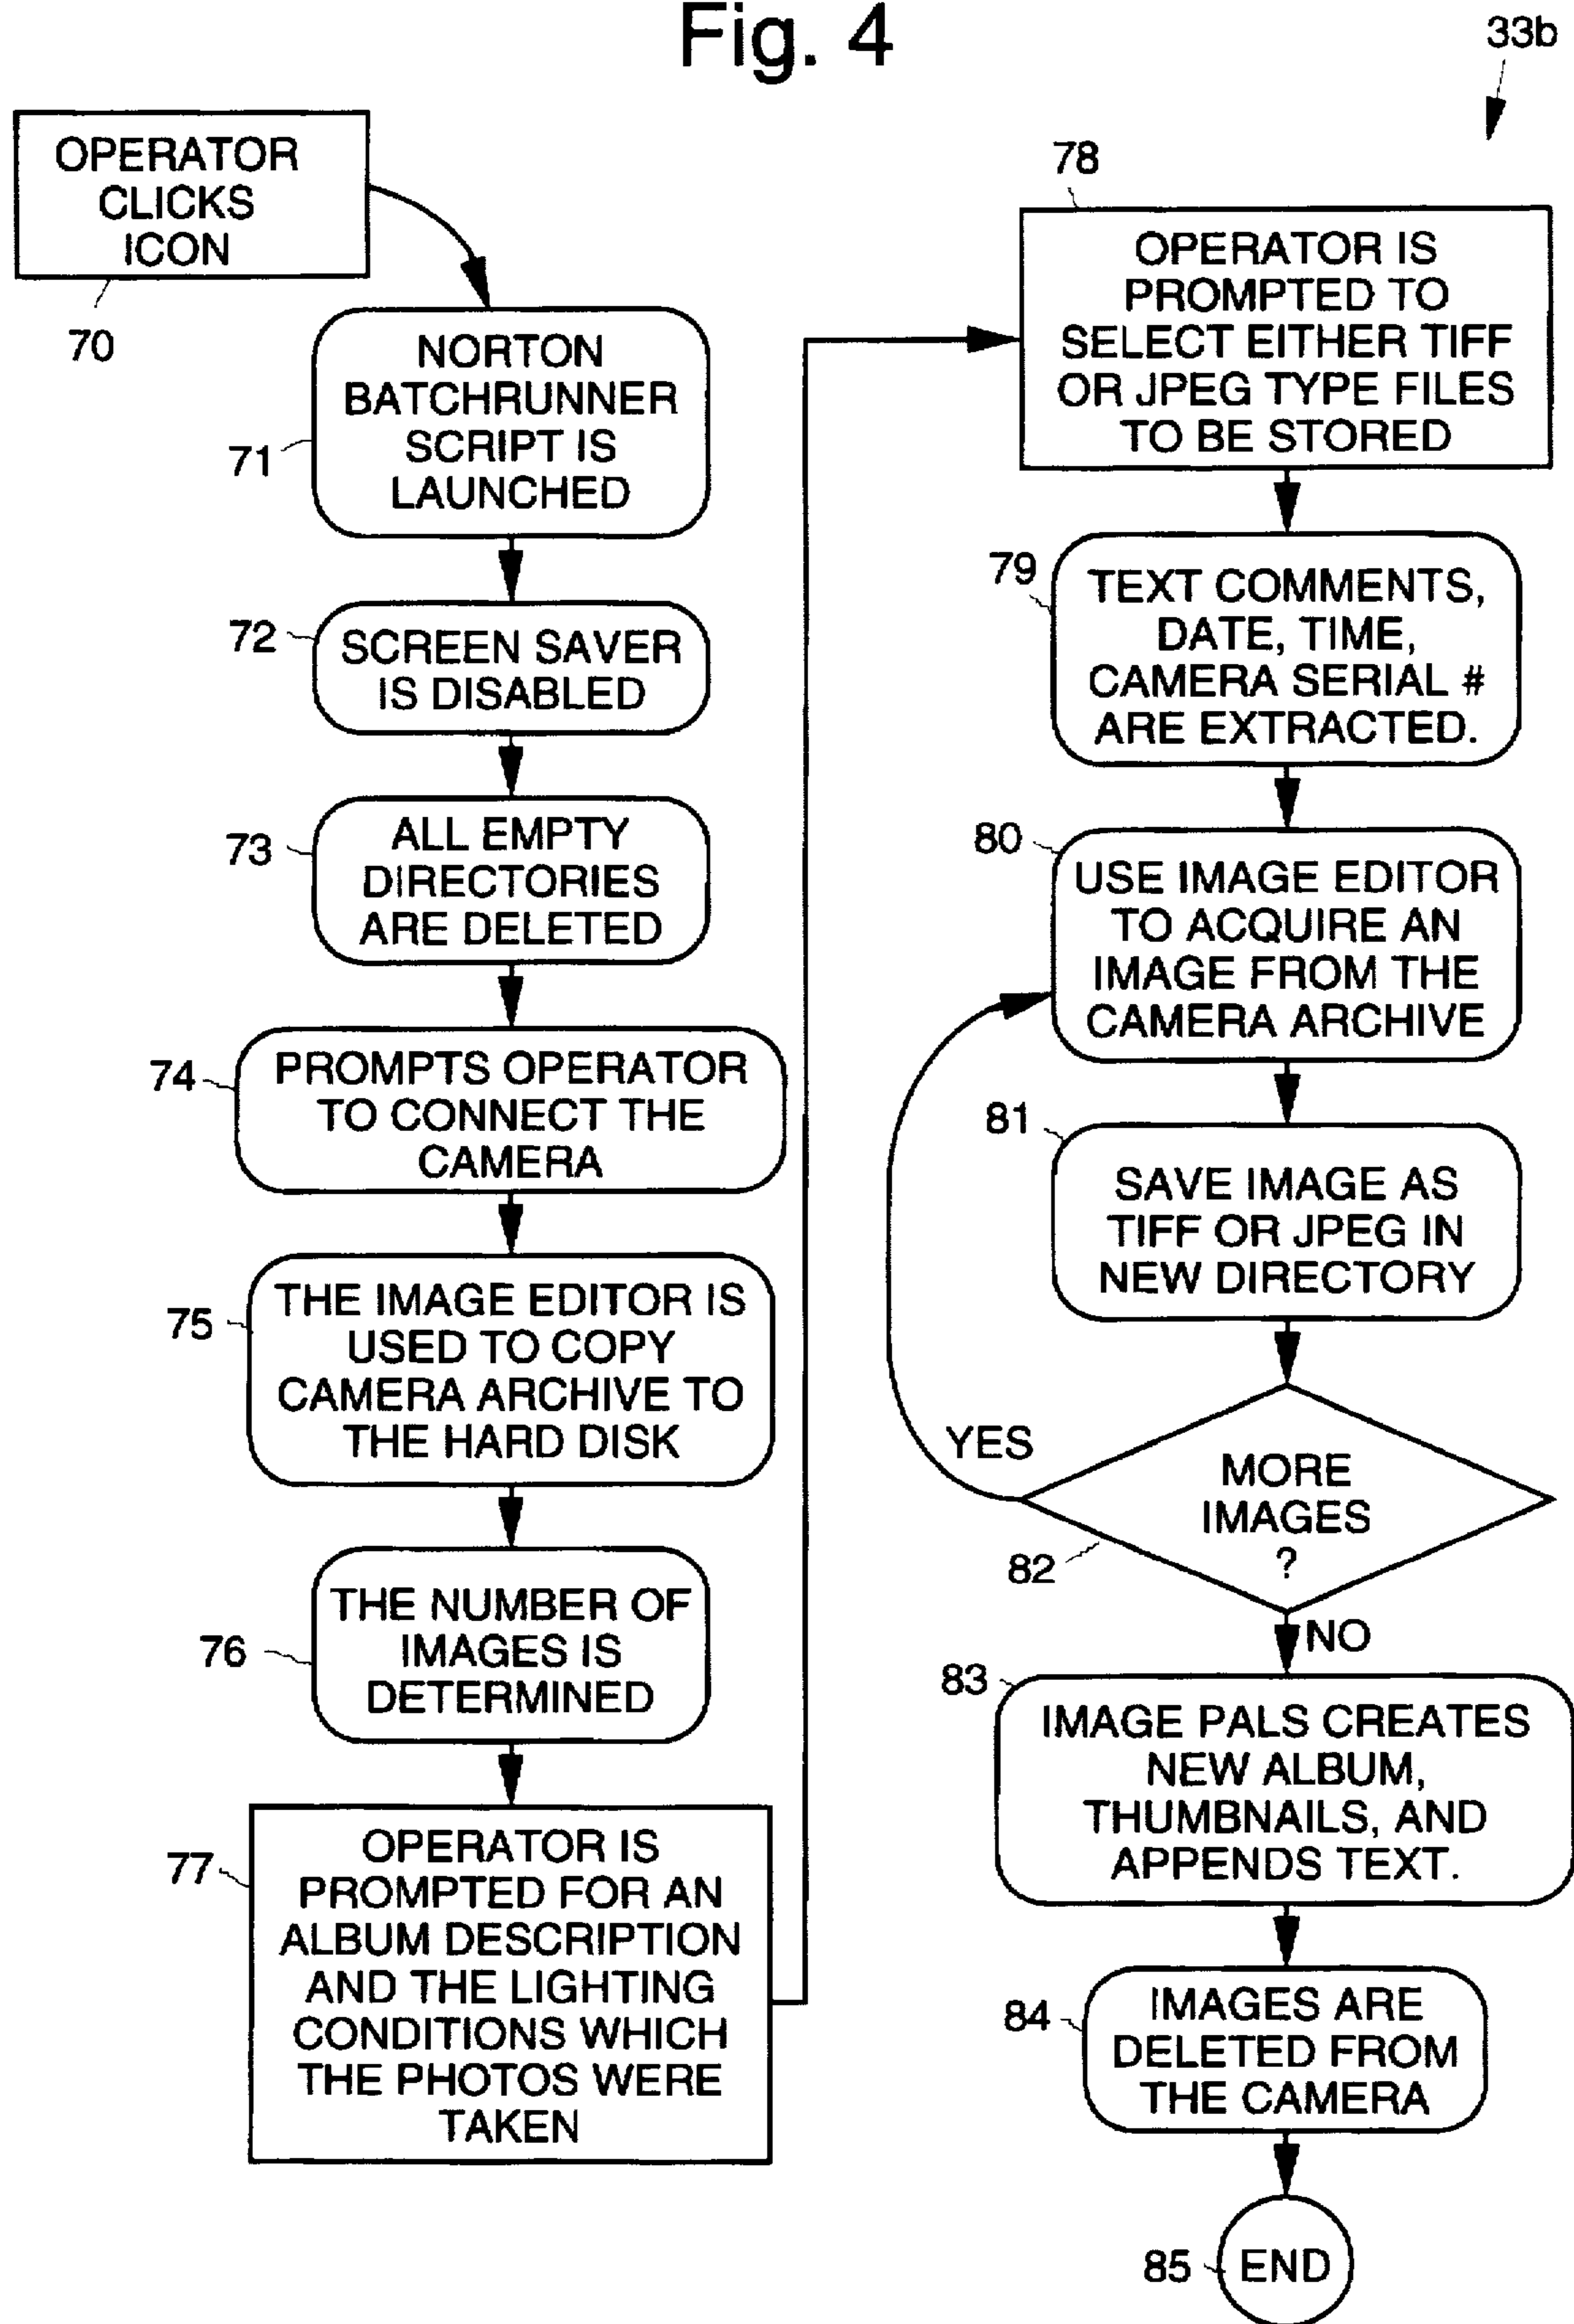 Fig. 4
33b
OPERATOR
CLICKS
ICON
70
NORTON
BATCHRUNNER
SCRIPT IS
LAUNCHED
71
72
SCREEN SAVER
IS DISABLED
73
ALL EMPTY
DIRECTORIES
ARE DELETED
74
PROMPTS OPERATOR
TO CONNECT THE
CAMERA
75
THE IMAGE EDITOR IS
USED TO COPY
CAMERA ARCHIVE TO
THE HARD DISK
76
THE NUMBER OF
IMAGES IS
DETERMINED
77
OPERATOR IS
PROMPTED FOR AN
ALBUM DESCRIPTION
AND THE LIGHTING
CONDITIONS WHICH
THE PHOTOS WERE
TAKEN
78
OPERATOR IS
PROMPTED TO
SELECT EITHER TIFF
OR JPEG TYPE FILES
TO BE STORED
79
TEXT COMMENTS,
DATE, TIME,
CAMERA SERIAL #
ARE EXTRACTED.
80
USE IMAGE EDITOR
TO ACQUIRE AN
IMAGE FROM THE
CAMERA ARCHIVE
81
SAVE IMAGE AS
TIFF OR JPEG IN
NEW DIRECTORY
YES
MORE
IMAGES
?
82
NO
83
IMAGE PALS CREATES
NEW ALBUM,
THUMBNAILS, AND
APPENDS TEXT.
84
IMAGES ARE
DELETED FROM
THE CAMERA
85
END